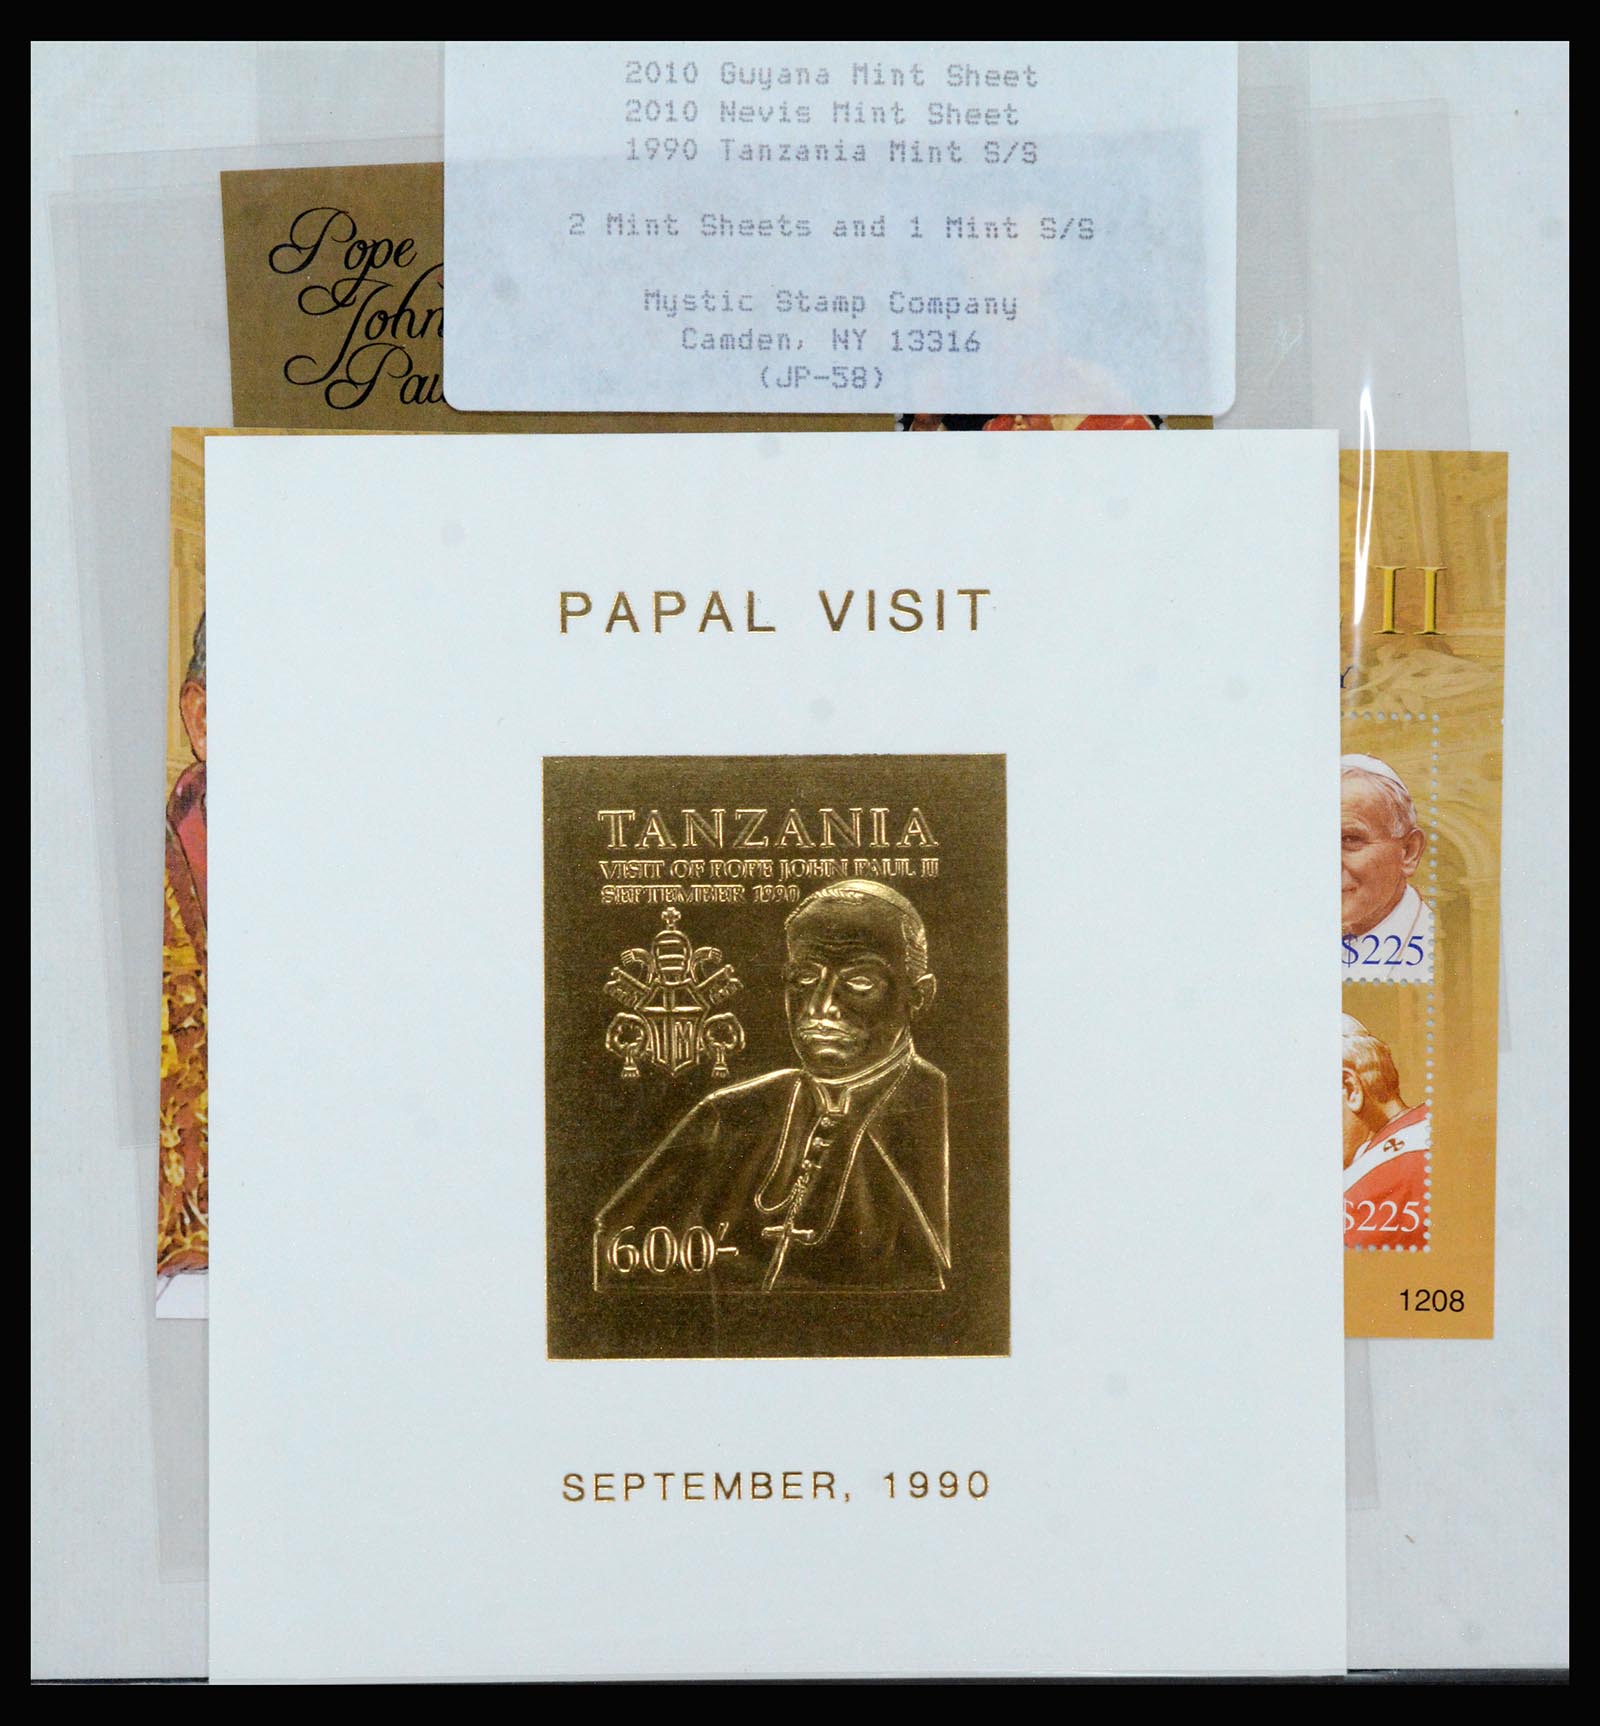 2010 Guyana Mint Sheet
2010 Nevis Mint Sheet
1990 Tanzania Mint S/S
2 Mint Sheets and 1 Mint S/S
Mystic Stamp Company
Camden, NY 13316
(JP-58)
Pope
John
Pau
II
Y
PAPAL VISIT
TANZANIA
VISIT OF POPE JOHN PAUL II
SEPTEMBER 1990
M
600/-
$225
$225
1208
SEPTEMBER, 1990